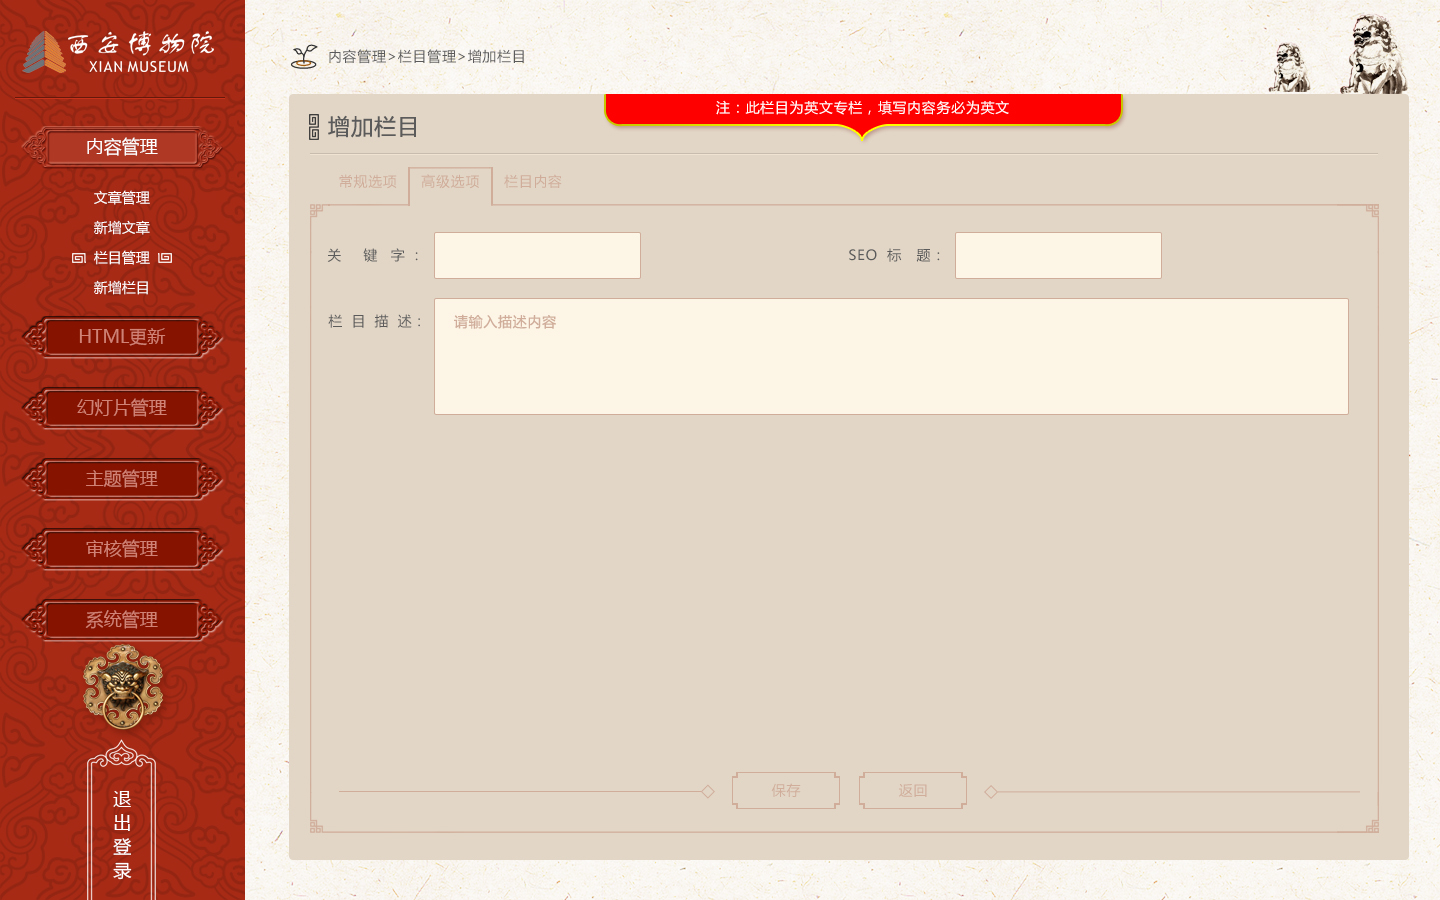 西安博物院
XIAN MUSEUM
内容管理
文章管理
新增文章
栏目管理
新增栏目
HTML更新
幻灯片管理
主题管理
审核管理
系统管理
退出登录
内容管理>栏目管理>增加栏目
注：此栏目为英文专栏，填写内容务必为英文
增加栏目
常规选项
高级选项
栏目内容
关键字：
SEO 标题：
栏目描述：
请输入描述内容
保存
返回